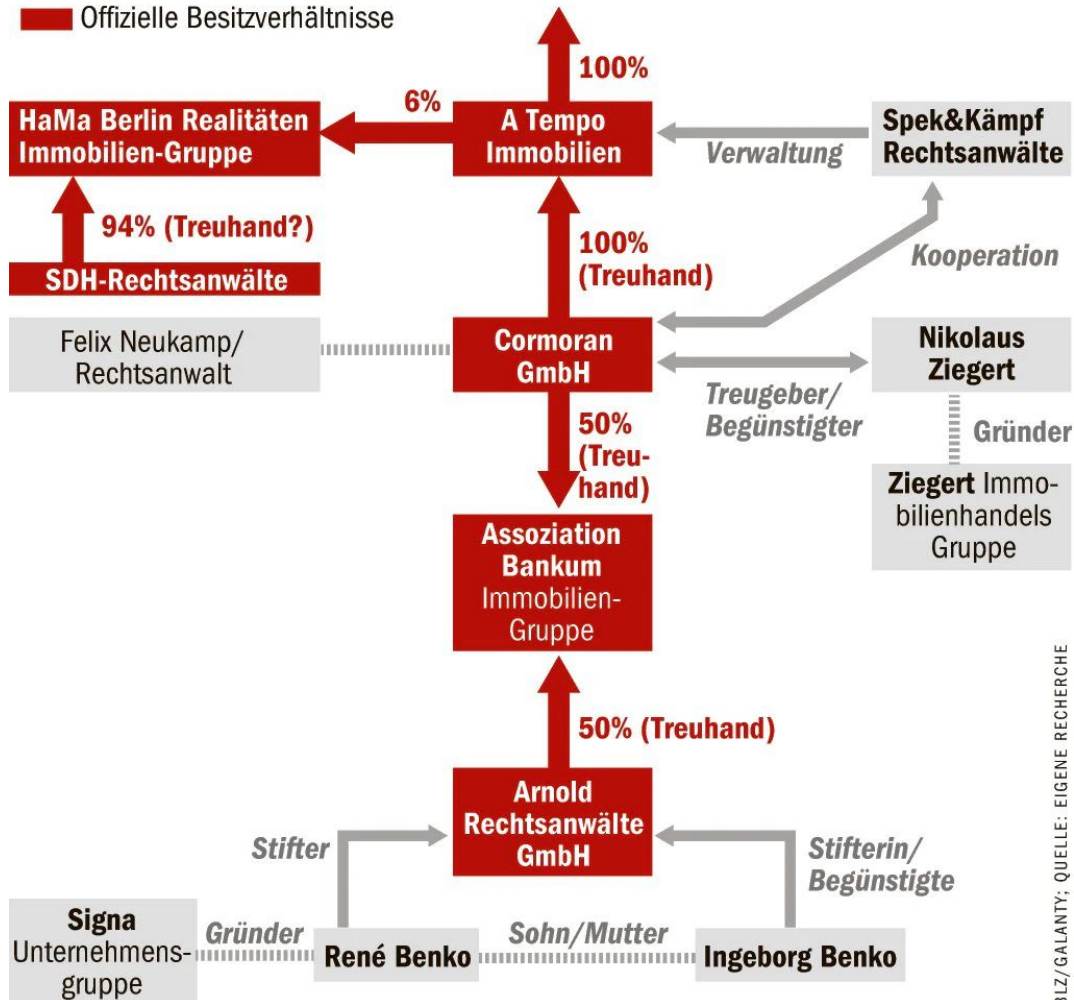 Offizielle Besitzverhältnisse
100%
6%
HaMa Berlin Realitäten
Immobilien-Gruppe
A Tempo
Immobilien
Verwaltung
Spek&Kämpf
Rechtsanwälte
94% (Treuhand?)
SDH-Rechtsanwälte
100%
(Treuhand)
Kooperation
Felix Neukamp/
Rechtsanwalt
Cormoran
GmbH
Treugeber/
Begünstigter
Nikolaus
Ziegert
Gründer
Ziegert Immo-
bilienhandels
Gruppe
50%
(Treu-
hand)
Assoziation
Bankum
Immobilien-
Gruppe
50% (Treuhand)
Arnold
Rechtsanwälte
GmbH
Stifter
Stifterin/
Begünstigte
Signa
Unternehmens-
gruppe
Gründer
René Benko
Sohn/Mutter
Ingeborg Benko
BLZ/GALANTY; QUELLE: EIGENE RECHERCHE